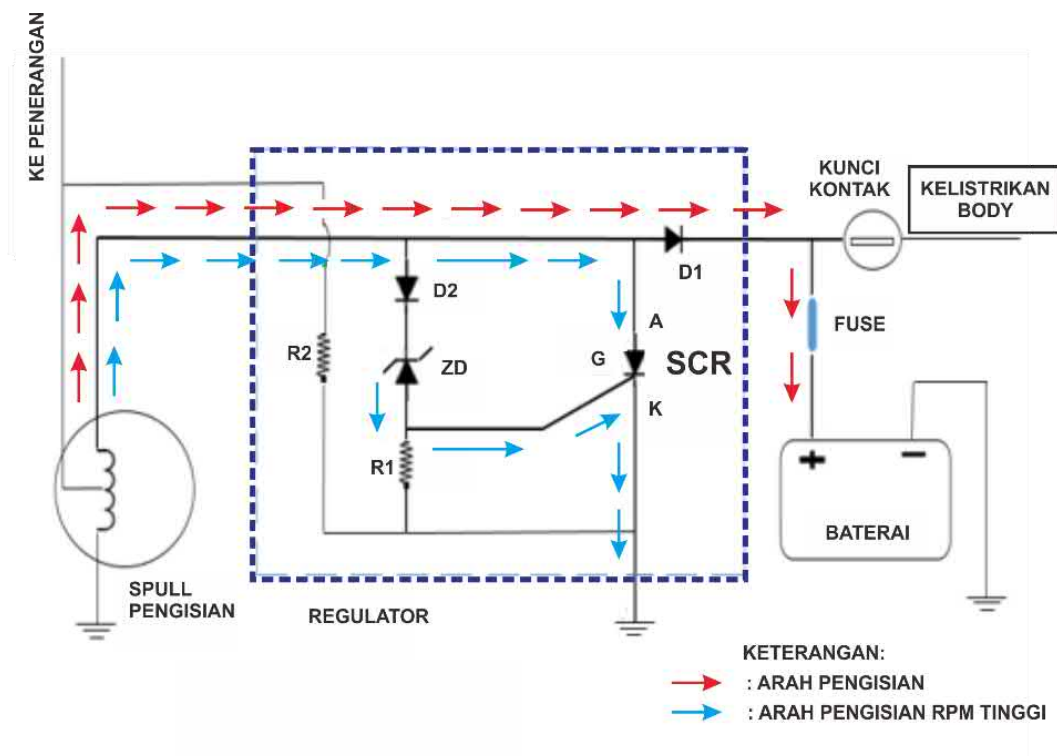 KE PENERANGAN
KUNCI
KONTAK
KELISTRIKAN
BODY
D1
D2
A
FUSE
R2
ZD
G
SCR
K
R1
+
−
BATERAI
SPULL
PENGISIAN
REGULATOR
KETERANGAN:
: ARAH PENGISIAN
: ARAH PENGISIAN RPM TINGGI